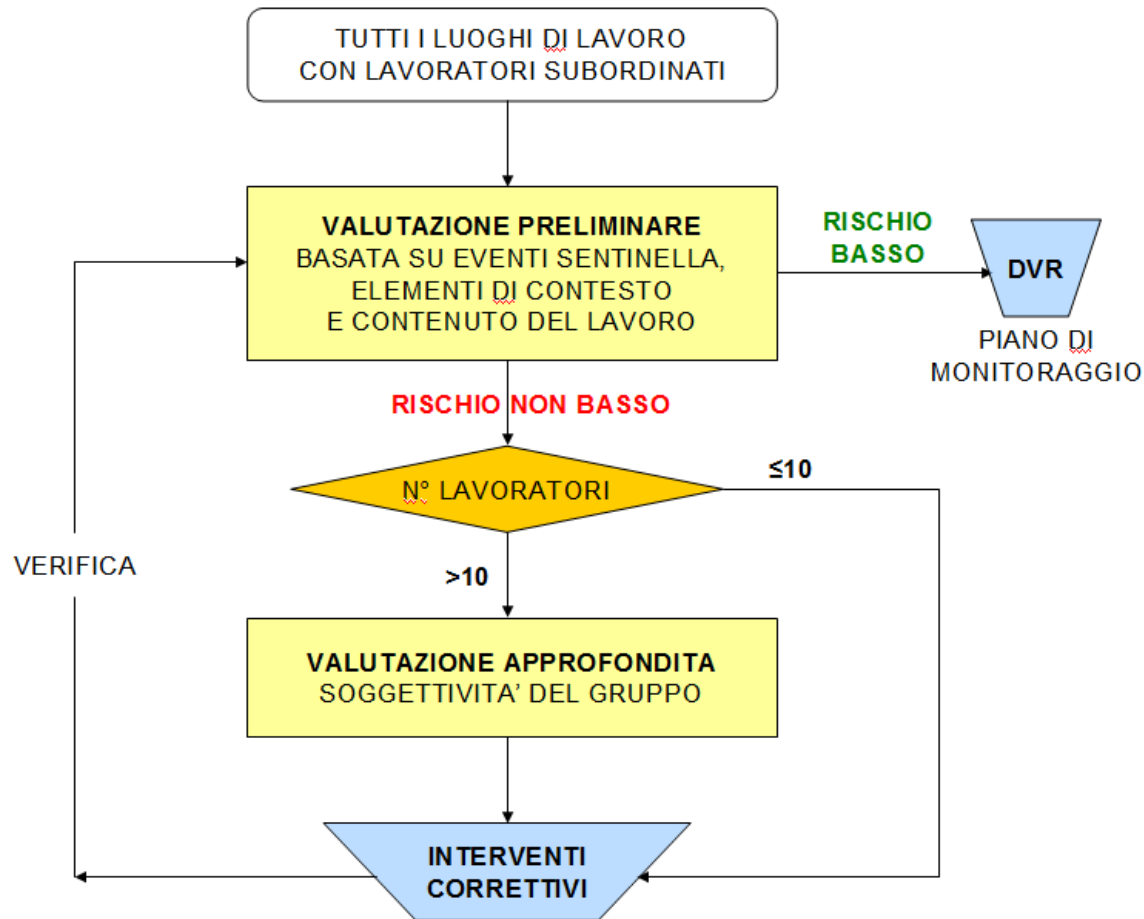 TUTTI I LUOGHI DI LAVORO
CON LAVORATORI SUBORDINATI
VALUTAZIONE PRELIMINARE
BASATA SU EVENTI SENTINELLA,
ELEMENTI DI CONTESTO
E CONTENUTO DEL LAVORO
RISCHIO
BASSO
DVR
PIANO DI
MONITORAGGIO
RISCHIO NON BASSO
N° LAVORATORI
≤10
VERIFICA
>10
VALUTAZIONE APPROFONDITA
SOGGETTIVITA’ DEL GRUPPO
INTERVENTI
CORRETTIVI